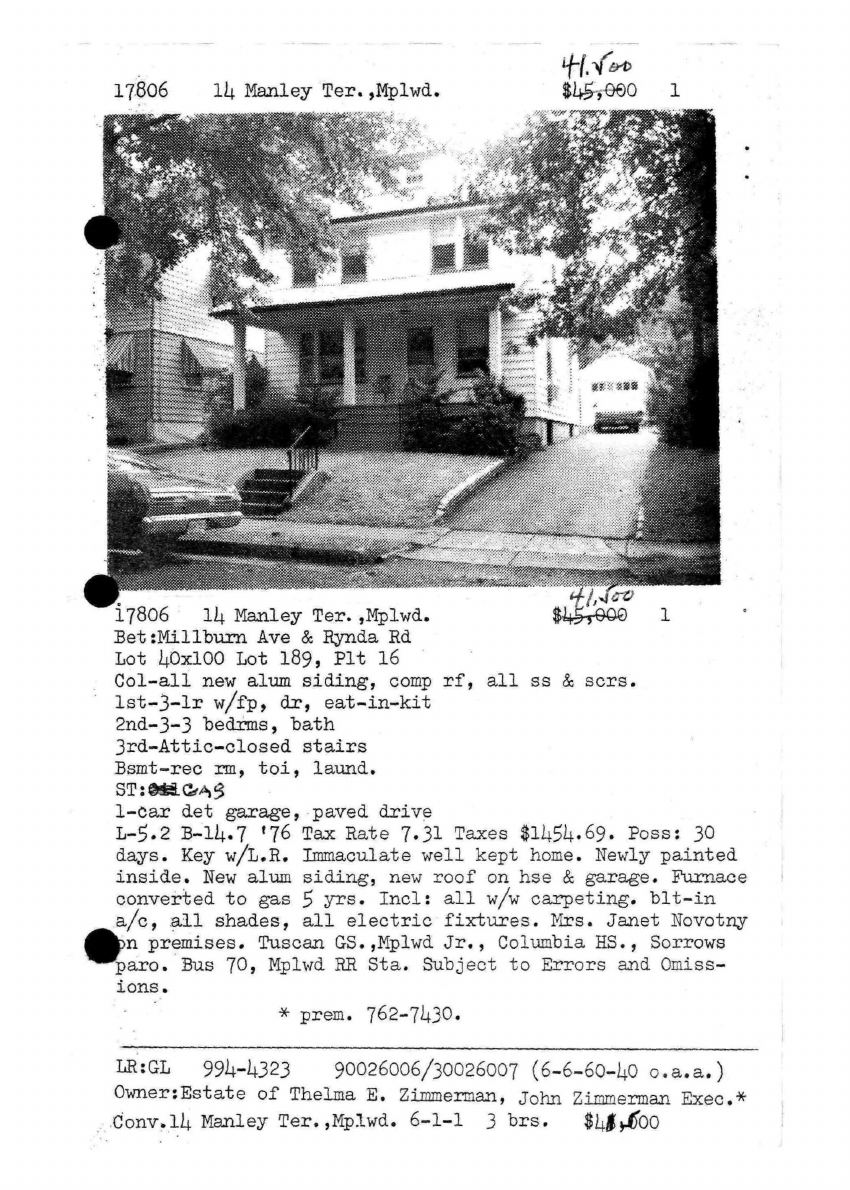 41,500
17806 14 Manley Ter.,Mplwd. $45,000 1
41,500
17806 14 Manley Ter.,Mplwd. $45,000 1
Bet:Millburn Ave & Rynda Rd
Lot 40x100 Lot 189, Plt 16
Col-all new alum siding, comp rf, all ss & scrs.
1st-3-lr w/fp, dr, eat-in-kit
2nd-3-3 bedrms, bath
3rd-Attic-closed stairs
Bsmt-rec rm, toi, laund.
ST:Oil GAS
1-car det garage, paved drive
L-5.2 B-14.7 '76 Tax Rate 7.31 Taxes $1454.69. Poss: 30
days. Key w/L.R. Immaculate well kept home. Newly painted
inside. New alum siding, new roof on hse & garage. Furnace
converted to gas 5 yrs. Incl: all w/w carpeting. blt-in
a/c, all shades, all electric fixtures. Mrs. Janet Novotny
on premises. Tuscan GS.,Mplwd Jr., Columbia HS., Sorrows
paro. Bus 70, Mplwd RR Sta. Subject to Errors and Omiss-
ions.
* prem. 762-7430.
LR:GL 994-4323 90026006/30026007 (6-6-60-40 o.a.a.)
Owner:Estate of Thelma E. Zimmerman, John Zimmerman Exec.*
Conv.14 Manley Ter.,Mplwd. 6-1-1 3 brs. $41,500